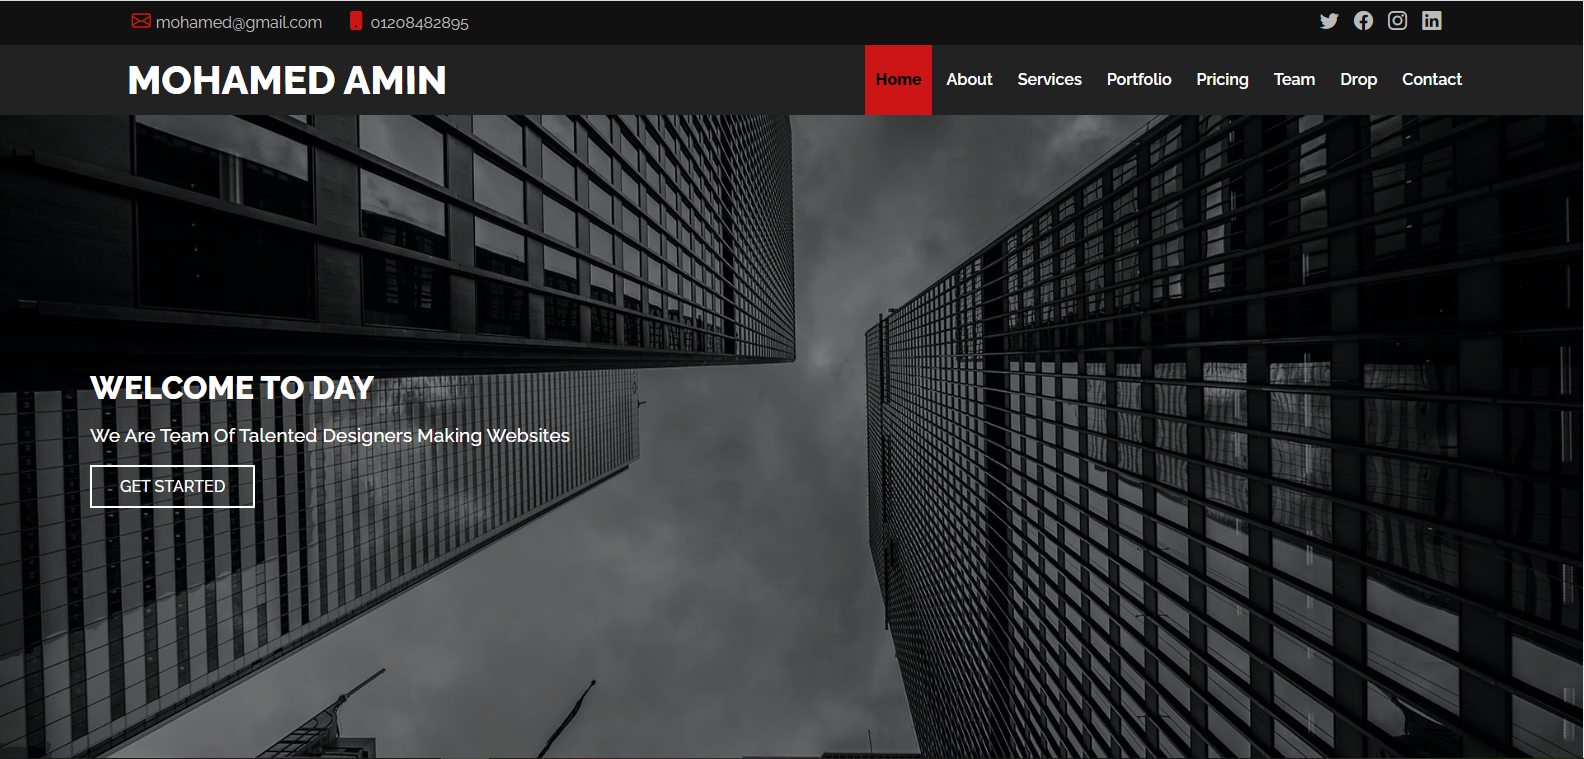 mohamed@gmail.com 01208482895
MOHAMED AMIN
Home About Services Portfolio Pricing Team Drop Contact
WELCOME TO DAY
We Are Team Of Talented Designers Making Websites
GET STARTED